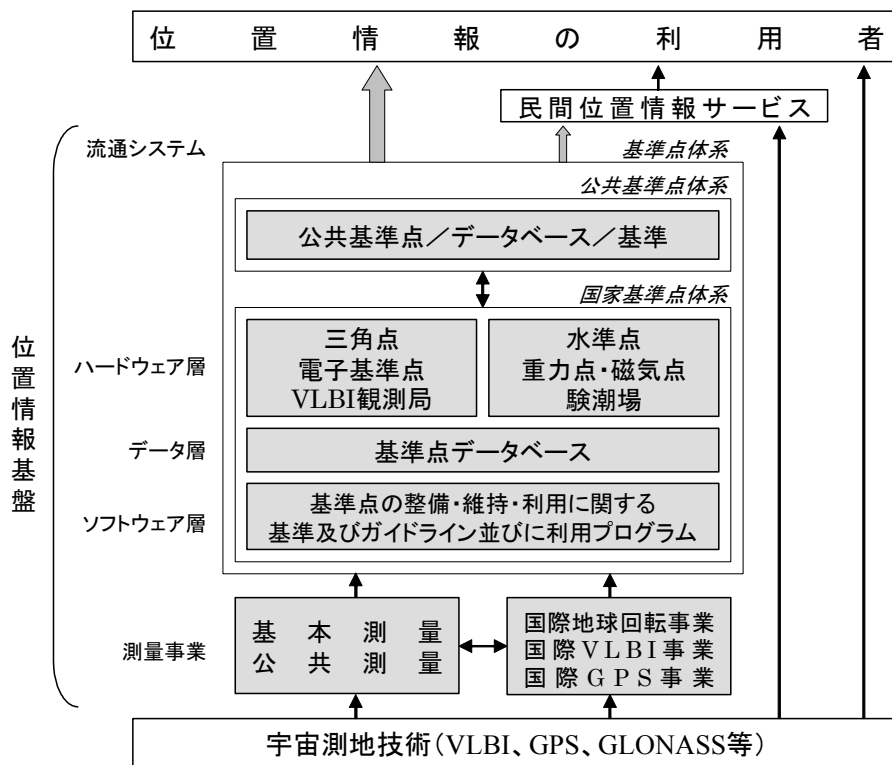 位置情報の利用者
民間位置情報サービス
流通システム
基準点体系
公共基準点体系
公共基準点／データベース／基準
国家基準点体系
位置情報基盤
ハードウェア層
三角点
電子基準点
VLBI観測局
水準点
重力点・磁気点
験潮場
データ層
基準点データベース
ソフトウェア層
基準点の整備・維持・利用に関する
基準及びガイドライン並びに利用プログラム
測量事業
基本測量
公共測量
国際地球回転事業
国際VLBI事業
国際GPS事業
宇宙測地技術（VLBI、GPS、GLONASS等）